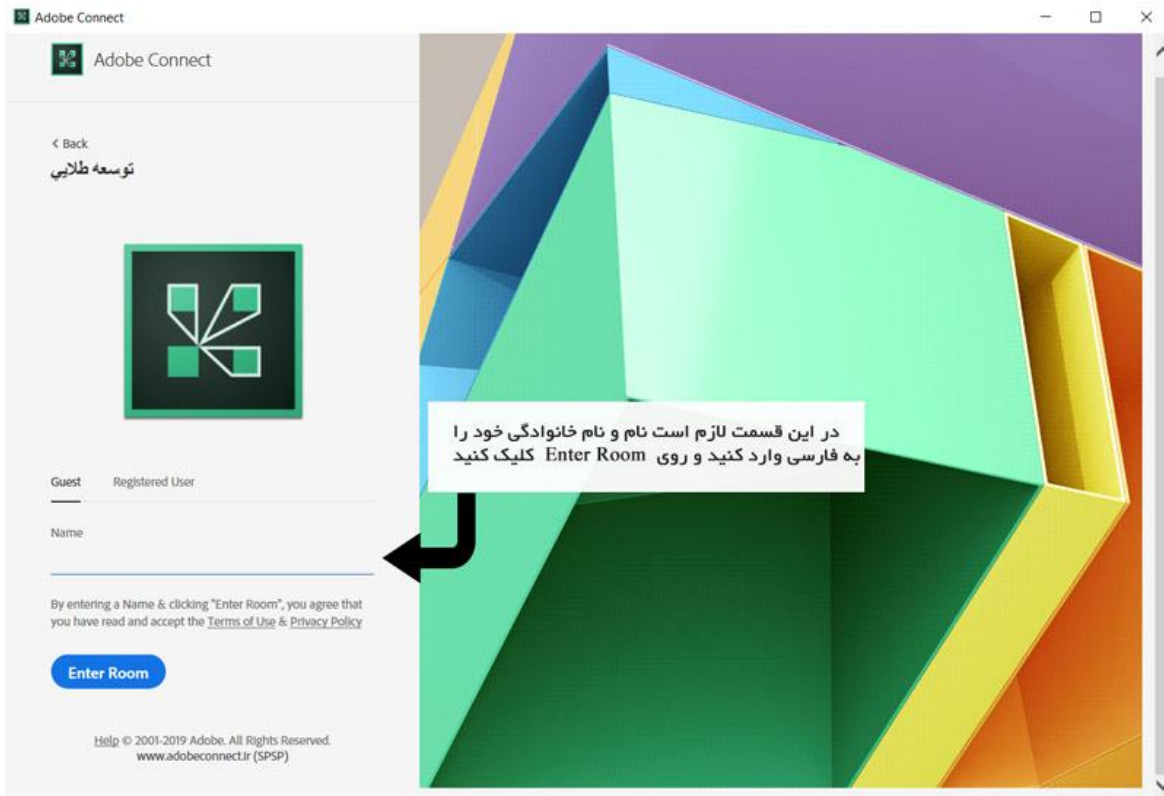 Adobe Connect
Adobe Connect
< Back
توسعه طلايي
در این قسمت لازم است نام و نام خانوادگی خود را
به فارسی وارد کنید و روی Enter Room کلیک کنید
Guest Registered User
Name
By entering a Name & clicking "Enter Room", you agree that
you have read and accept the Terms of Use & Privacy Policy
Enter Room
Help © 2001-2019 Adobe. All Rights Reserved.
www.adobeconnect.ir (SPSP)